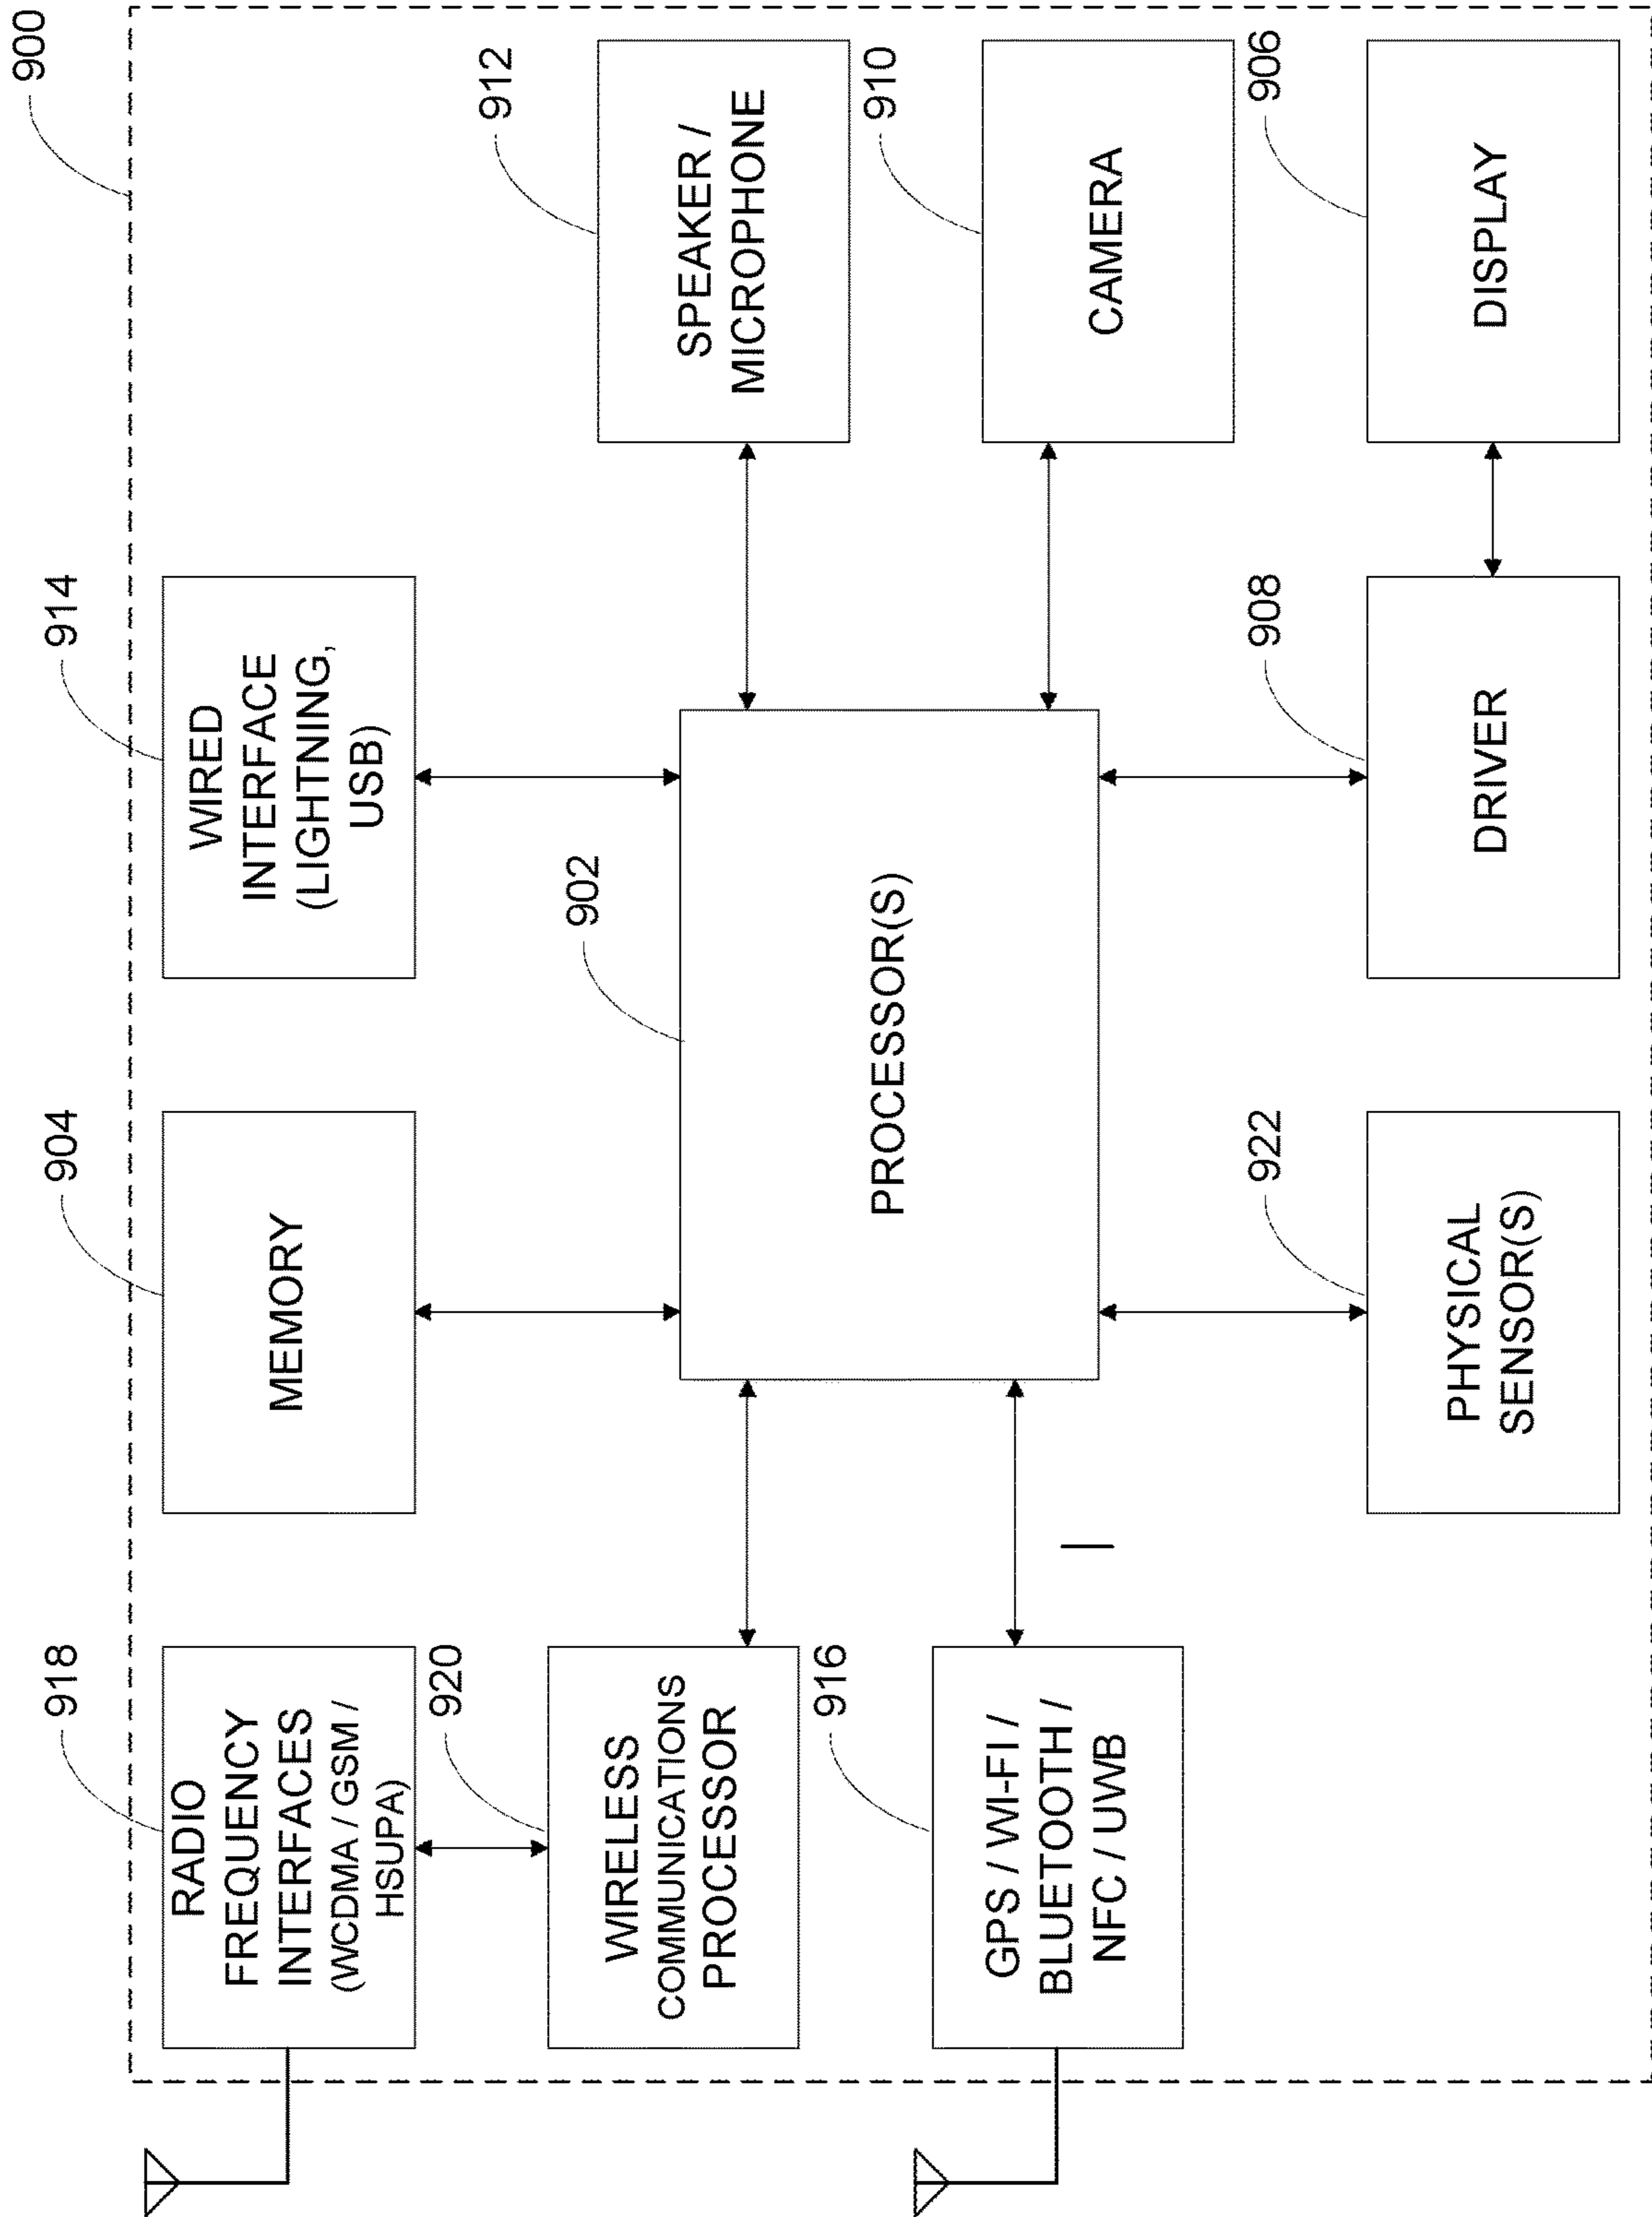 900
918
RADIO
FREQUENCY
INTERFACES
(WCDMA / GSM /
HSUPA)
904
MEMORY
914
WIRED
INTERFACE
(LIGHTNING,
USB)
920
WIRELESS
COMMUNICATIONS
PROCESSOR
902
PROCESSOR(S)
912
SPEAKER /
MICROPHONE
916
GPS / WI-FI /
BLUETOOTH /
NFC / UWB
910
CAMERA
922
PHYSICAL
SENSOR(S)
908
DRIVER
906
DISPLAY